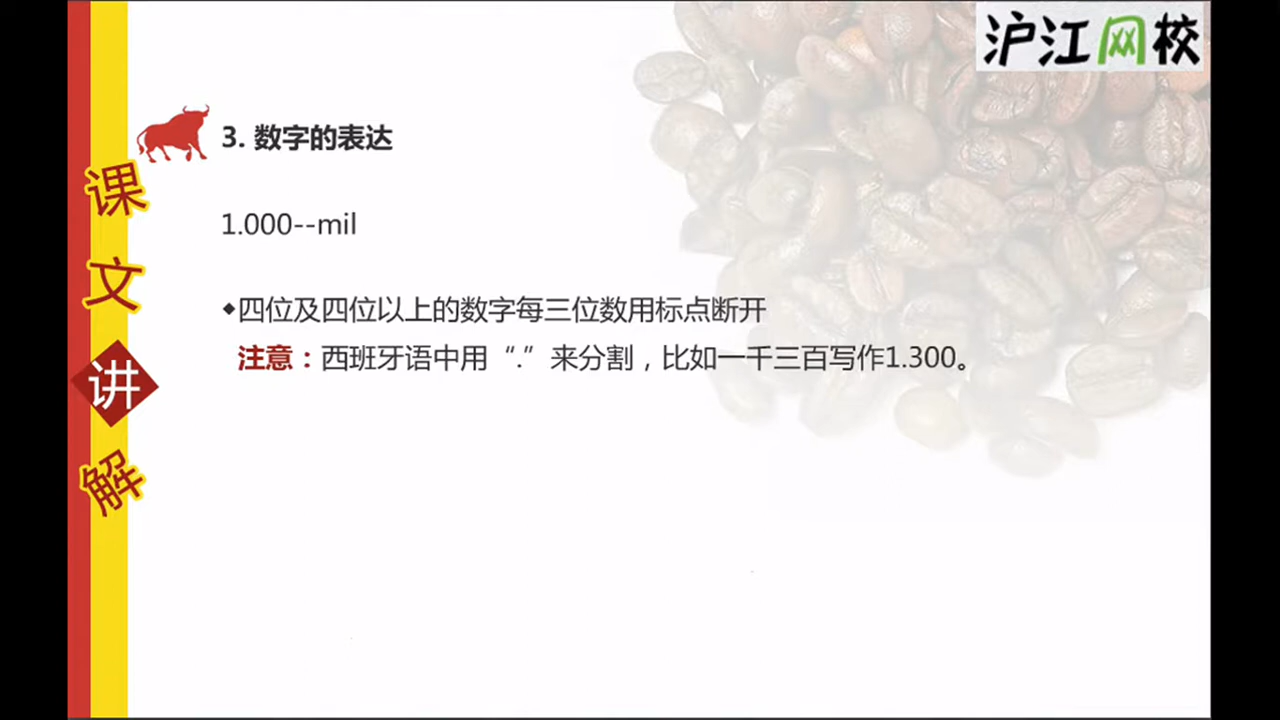 沪江网校
3. 数字的表达
课文讲解
1.000--mil
◆四位及四位以上的数字每三位数用标点断开
注意：西班牙语中用“.”来分割，比如一千三百写作1.300。